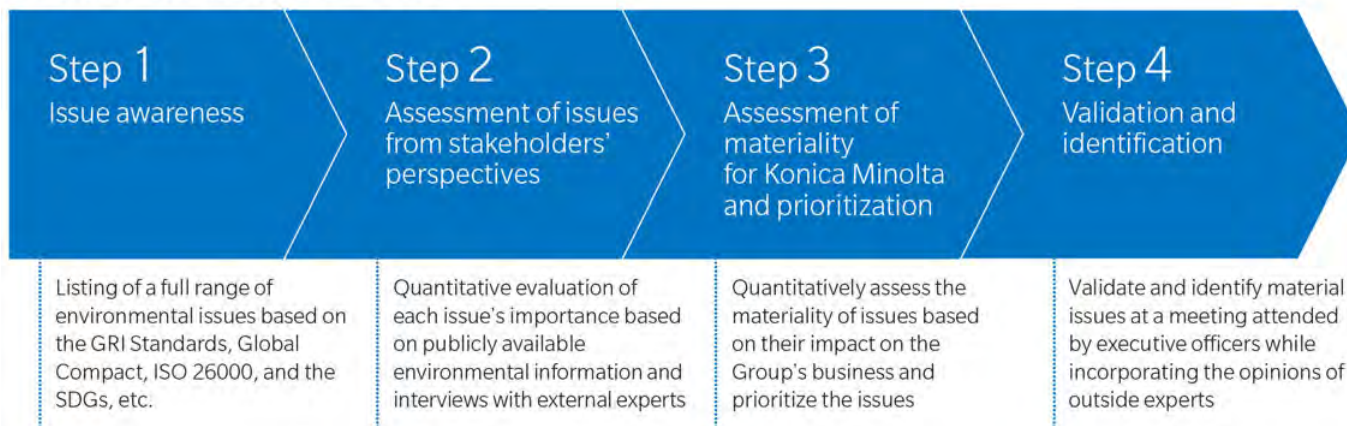 Step 1
Issue awareness
Listing of a full range of
environmental issues based on
the GRI Standards, Global
Compact, ISO 26000, and the
SDGs, etc.
Step 2
Assessment of issues
from stakeholders'
perspectives
Quantitative evaluation of
each issue's importance based
on publicly available
environmental information and
interviews with external experts
Step 3
Assessment of
materiality
for Konica Minolta
and prioritization
Quantitatively assess the
materiality of issues based
on their impact on the
Group's business and
prioritize the issues
Step 4
Validation and
identification
Validate and identify material
issues at a meeting attended
by executive officers while
incorporating the opinions of
outside experts